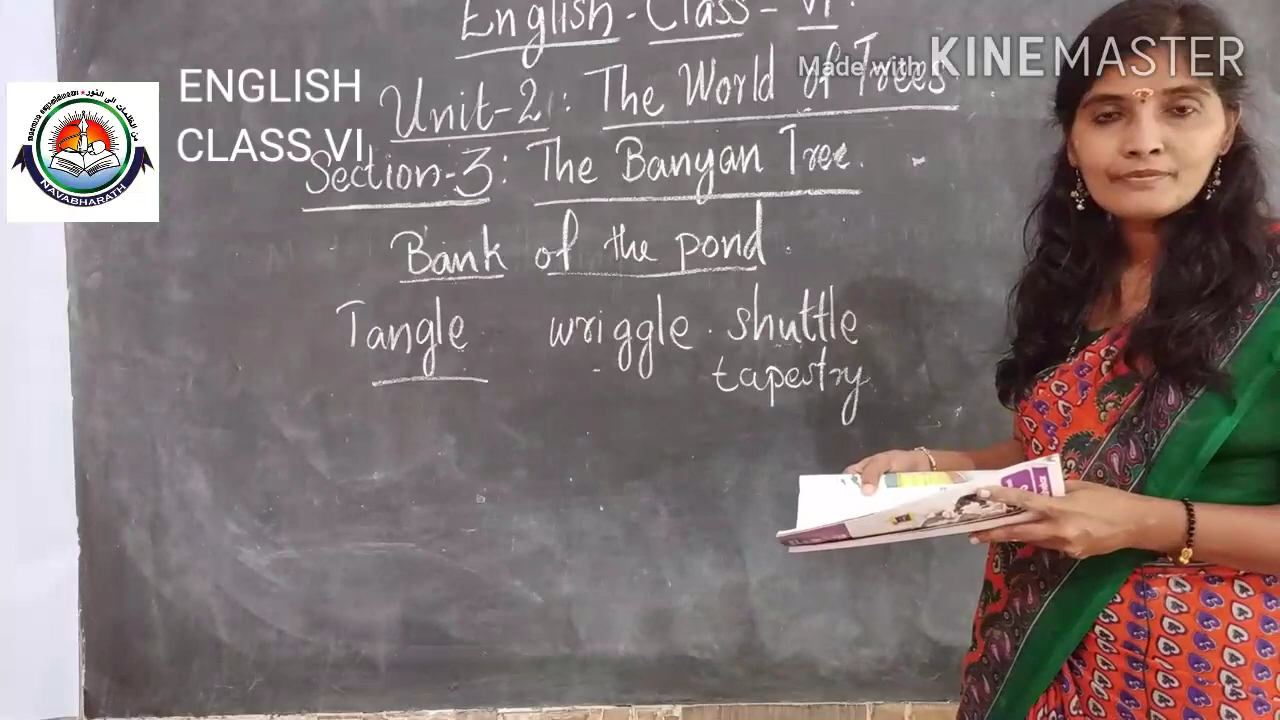 English - Class - VI.
Made with KINEMASTER
ENGLISH
CLASS VI
Unit-2 : The World of Trees
Section-3 : The Banyan Tree.
Bank of the pond.
Tangle wriggle. shuttle
tapestry
NAVABHARATH